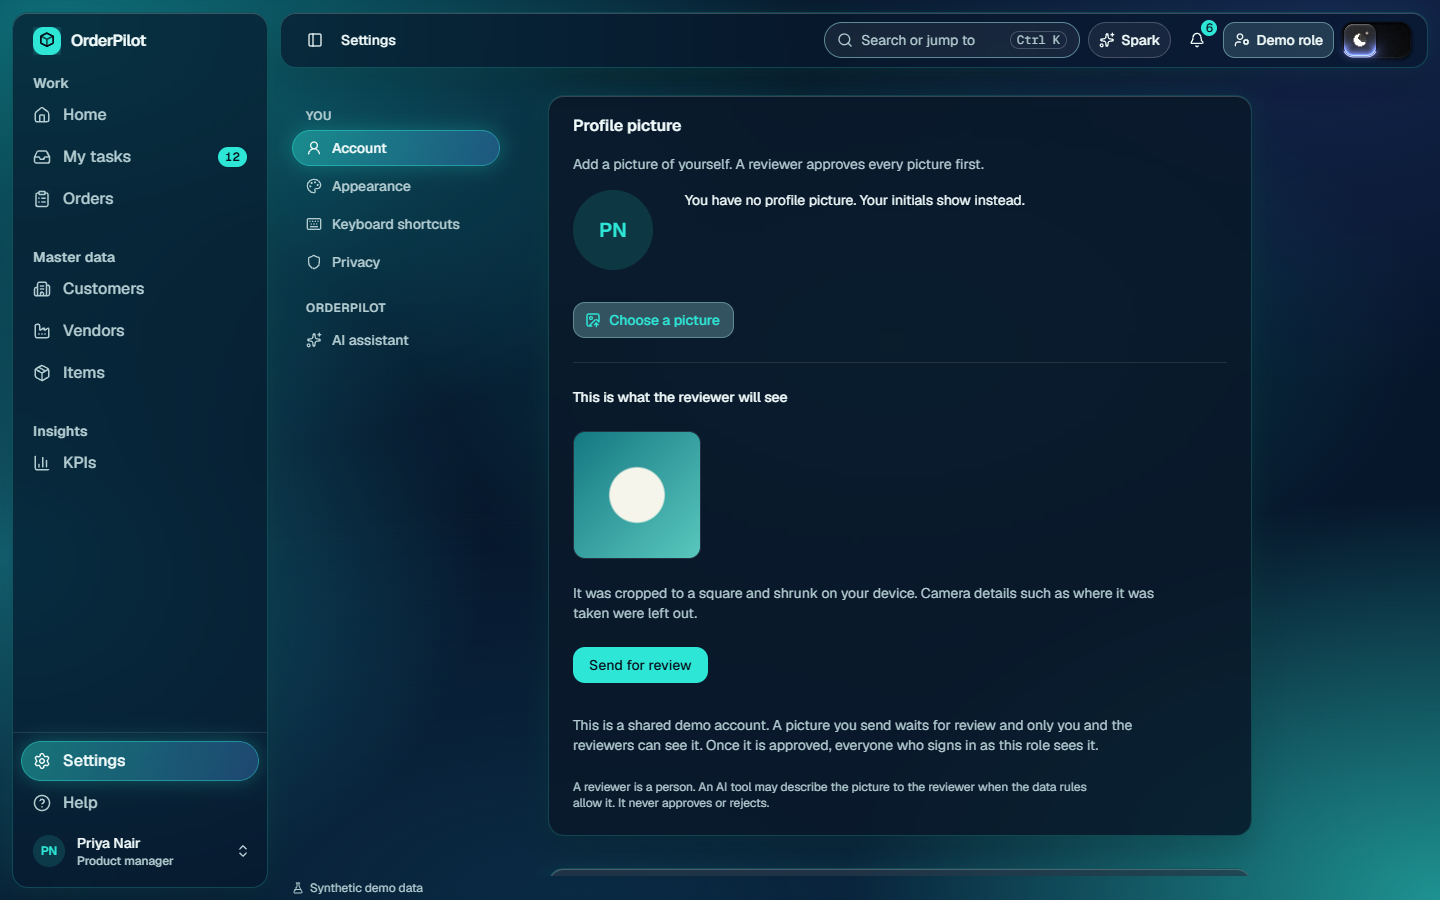 OrderPilot
Work
Home
My tasks
12
Orders
Master data
Customers
Vendors
Items
Insights
KPIs
Settings
Help
PN
Priya Nair
Product manager
Settings
Search or jump to
Ctrl K
Spark
6
Demo role
YOU
Account
Appearance
Keyboard shortcuts
Privacy
ORDERPILOT
AI assistant
Profile picture
Add a picture of yourself. A reviewer approves every picture first.
PN
You have no profile picture. Your initials show instead.
Choose a picture
This is what the reviewer will see
It was cropped to a square and shrunk on your device. Camera details such as where it was
taken were left out.
Send for review
This is a shared demo account. A picture you send waits for review and only you and the
reviewers can see it. Once it is approved, everyone who signs in as this role sees it.
A reviewer is a person. An AI tool may describe the picture to the reviewer when the data rules
allow it. It never approves or rejects.
Synthetic demo data